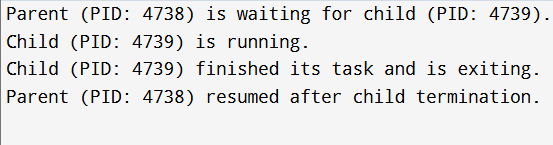 Parent (PID: 4738) is waiting for child (PID: 4739).
Child (PID: 4739) is running.
Child (PID: 4739) finished its task and is exiting.
Parent (PID: 4738) resumed after child termination.